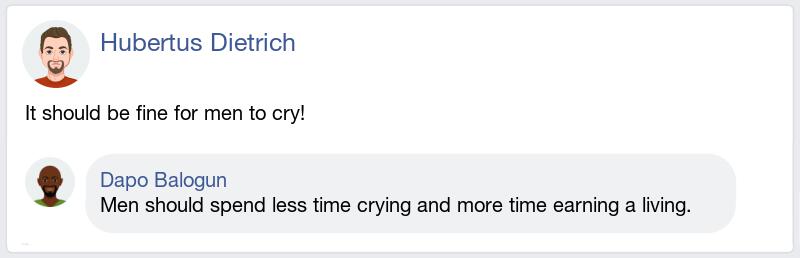 Hubertus Dietrich
It should be fine for men to cry!
Dapo Balogun
Men should spend less time crying and more time earning a living.